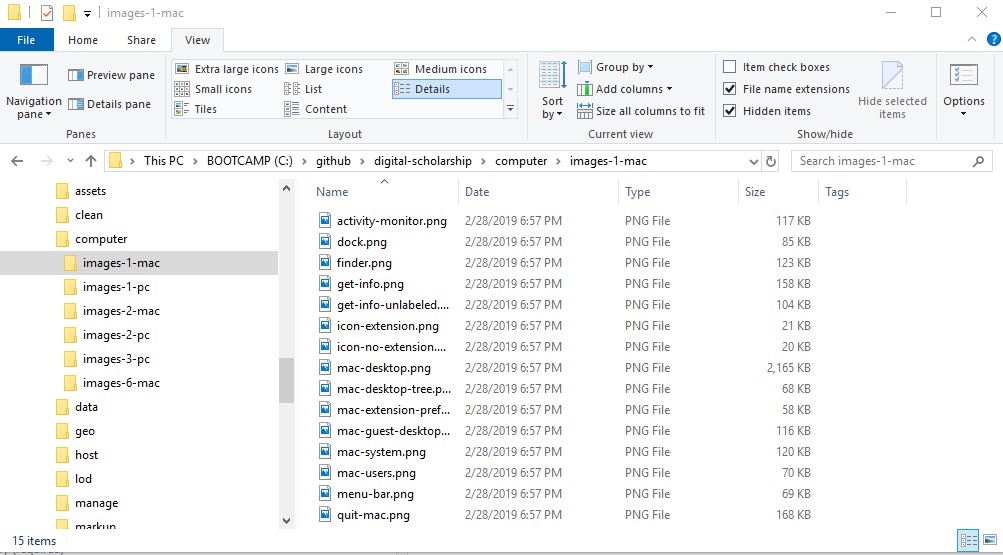 images-1-mac
File Home Share View
Navigation pane
Preview pane
Details pane
Panes
Extra large icons Large icons Medium icons
Small icons List Details
Tiles Content
Layout
Sort by
Group by
Add columns
Size all columns to fit
Current view
Item check boxes
File name extensions
Hidden items
Hide selected items
Show/hide
Options
This PC > BOOTCAMP (C:) > github > digital-scholarship > computer > images-1-mac
Search images-1-mac
assets
clean
computer
images-1-mac
images-1-pc
images-2-mac
images-2-pc
images-3-pc
images-6-mac
data
geo
host
lod
manage
markup
Name Date Type Size Tags
activity-monitor.png 2/28/2019 6:57 PM PNG File 117 KB
dock.png 2/28/2019 6:57 PM PNG File 85 KB
finder.png 2/28/2019 6:57 PM PNG File 123 KB
get-info.png 2/28/2019 6:57 PM PNG File 158 KB
get-info-unlabeled.... 2/28/2019 6:57 PM PNG File 104 KB
icon-extension.png 2/28/2019 6:57 PM PNG File 21 KB
icon-no-extension.... 2/28/2019 6:57 PM PNG File 20 KB
mac-desktop.png 2/28/2019 6:57 PM PNG File 2,165 KB
mac-desktop-tree.p... 2/28/2019 6:57 PM PNG File 68 KB
mac-extension-pref... 2/28/2019 6:57 PM PNG File 58 KB
mac-guest-desktop... 2/28/2019 6:57 PM PNG File 116 KB
mac-system.png 2/28/2019 6:57 PM PNG File 120 KB
mac-users.png 2/28/2019 6:57 PM PNG File 70 KB
menu-bar.png 2/28/2019 6:57 PM PNG File 69 KB
quit-mac.png 2/28/2019 6:57 PM PNG File 168 KB
15 items